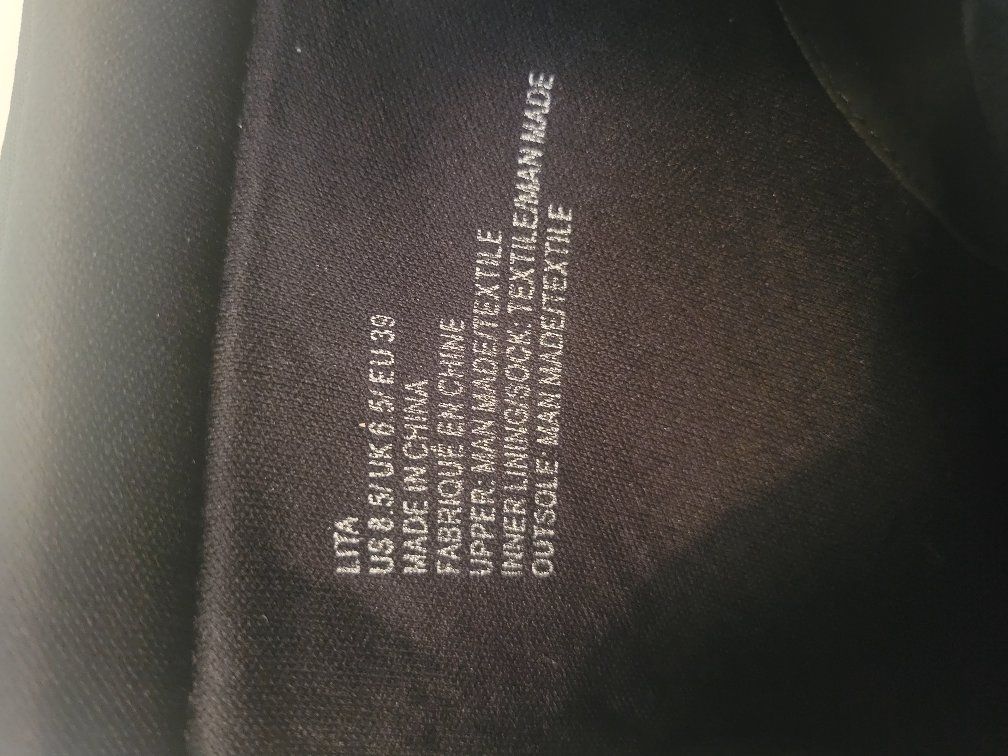 LITA
US 8.5/ UK 6.5/ EU 39
MADE IN CHINA
FABRIQUÉ EN CHINE
UPPER: MAN MADE/TEXTILE
INNER LINING/SOCK: TEXTILE/MAN MADE
OUTSOLE: MAN MADE/TEXTILE